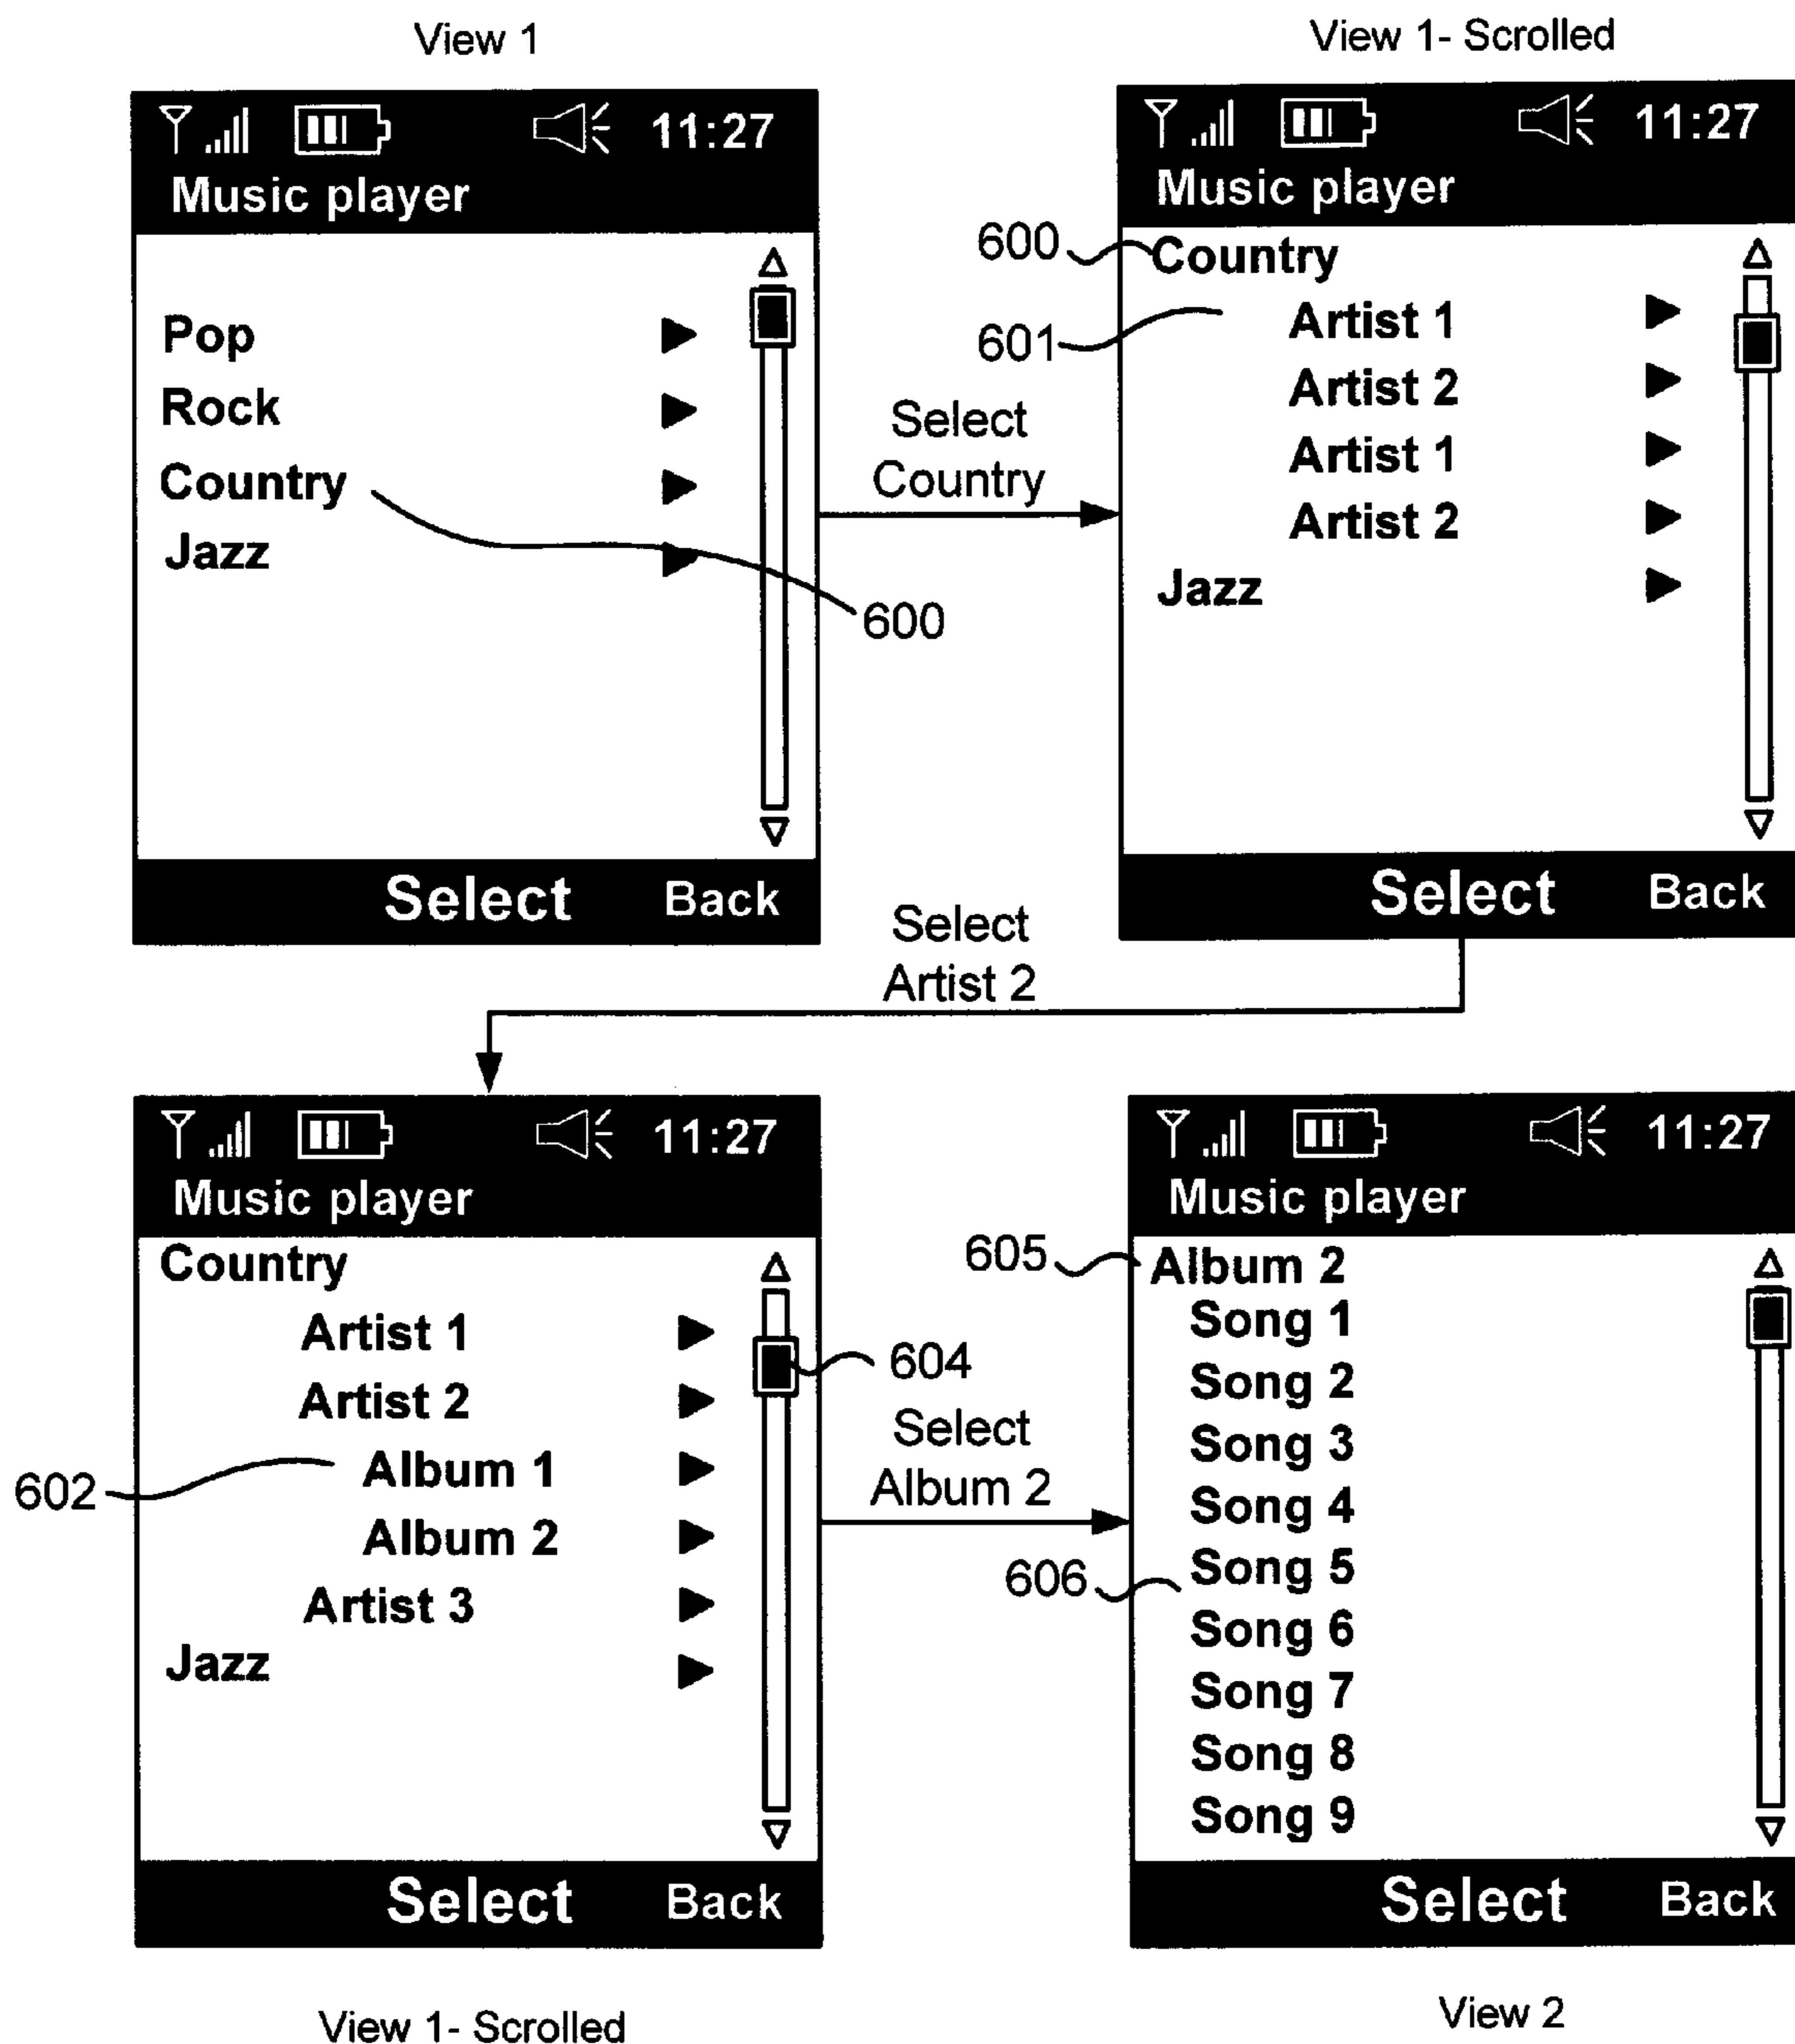 View 1
11:27
Music player
Pop
Rock
Country
Jazz
600
Select Back
Select
Country
View 1- Scrolled
11:27
Music player
600
Country
601
Artist 1
Artist 2
Artist 1
Artist 2
Jazz
Select Back
Select
Artist 2
11:27
Music player
Country
Artist 1
Artist 2
602
Album 1
Album 2
Artist 3
Jazz
604
Select Back
View 1- Scrolled
Select
Album 2
11:27
Music player
605
Album 2
Song 1
Song 2
Song 3
Song 4
Song 5
606
Song 6
Song 7
Song 8
Song 9
Select Back
View 2